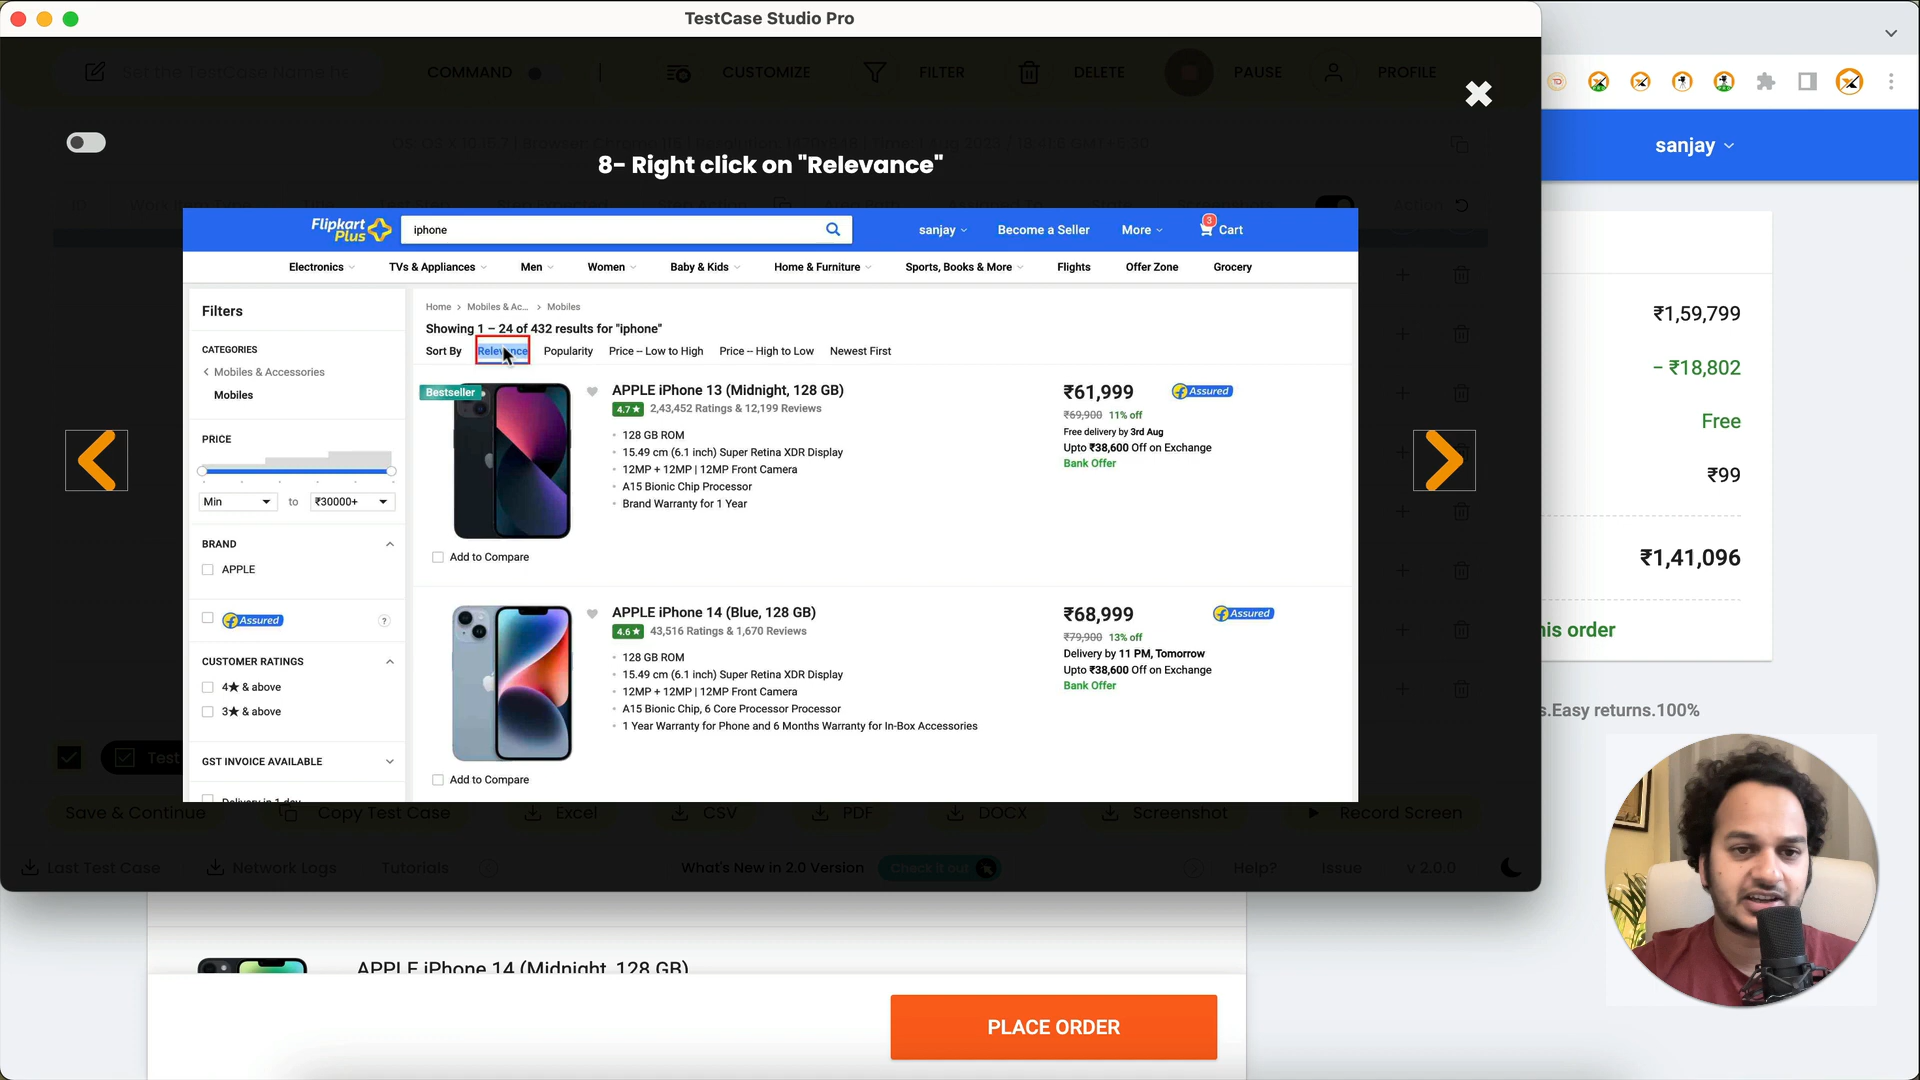 TestCase Studio Pro
COMMAND
CUSTOMIZE
FILTER
DELETE
PAUSE
PROFILE
sanjay
8- Right click on "Relevance"
Flipkart
Plus
iphone
sanjay
Become a Seller
More
3
Cart
Electronics
TVs & Appliances
Men
Women
Baby & Kids
Home & Furniture
Sports, Books & More
Flights
Offer Zone
Grocery
Filters
CATEGORIES
Mobiles & Accessories
Mobiles
PRICE
Min
to
₹30000+
BRAND
APPLE
Assured
?
CUSTOMER RATINGS
4★ & above
3★ & above
GST INVOICE AVAILABLE
Delivery in 1 day
Home > Mobiles & Ac... > Mobiles
Showing 1 – 24 of 432 results for "iphone"
Sort By
Relevance
Popularity
Price -- Low to High
Price -- High to Low
Newest First
Bestseller
APPLE iPhone 13 (Midnight, 128 GB)
4.7★ 2,43,452 Ratings & 12,199 Reviews
128 GB ROM
15.49 cm (6.1 inch) Super Retina XDR Display
12MP + 12MP | 12MP Front Camera
A15 Bionic Chip Processor
Brand Warranty for 1 Year
Add to Compare
₹61,999
Assured
₹69,900 11% off
Free delivery by 3rd Aug
Upto ₹38,600 Off on Exchange
Bank Offer
APPLE iPhone 14 (Blue, 128 GB)
4.6★ 43,516 Ratings & 1,670 Reviews
128 GB ROM
15.49 cm (6.1 inch) Super Retina XDR Display
12MP + 12MP | 12MP Front Camera
A15 Bionic Chip, 6 Core Processor Processor
1 Year Warranty for Phone and 6 Months Warranty for In-Box Accessories
Add to Compare
₹68,999
Assured
₹79,900 13% off
Delivery by 11 PM, Tomorrow
Upto ₹38,600 Off on Exchange
Bank Offer
₹1,59,799
− ₹18,802
Free
₹99
₹1,41,096
his order
s.Easy returns.100%
Test
Save & Continue
Copy Test Case
Excel
CSV
PDF
DOCX
Screenshot
Record Screen
Last Test Case
Network Logs
Tutorials
What's New in 2.0 Version
Check it out
Help?
Issue
v 2.0.0
APPLE iPhone 14 (Midnight, 128 GB)
PLACE ORDER